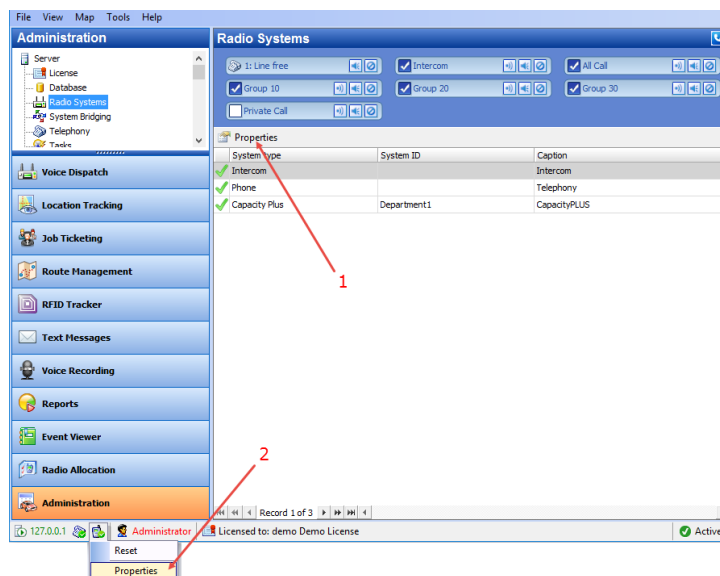 File View Map Tools Help
Administration
Server
License
Database
Radio Systems
System Bridging
Telephony
Tasks
Voice Dispatch
Location Tracking
Job Ticketing
Route Management
RFID Tracker
Text Messages
Voice Recording
Reports
Event Viewer
Radio Allocation
Administration
Radio Systems
1: Line free Intercom All Call
Group 10 Group 20 Group 30
Private Call
Properties
System type System ID Caption
Intercom Intercom
Phone Telephony
Capacity Plus Department1 CapacityPLUS
1
2
Record 1 of 3
127.0.0.1 Administrator Licensed to: demo Demo License Active
Reset
Properties